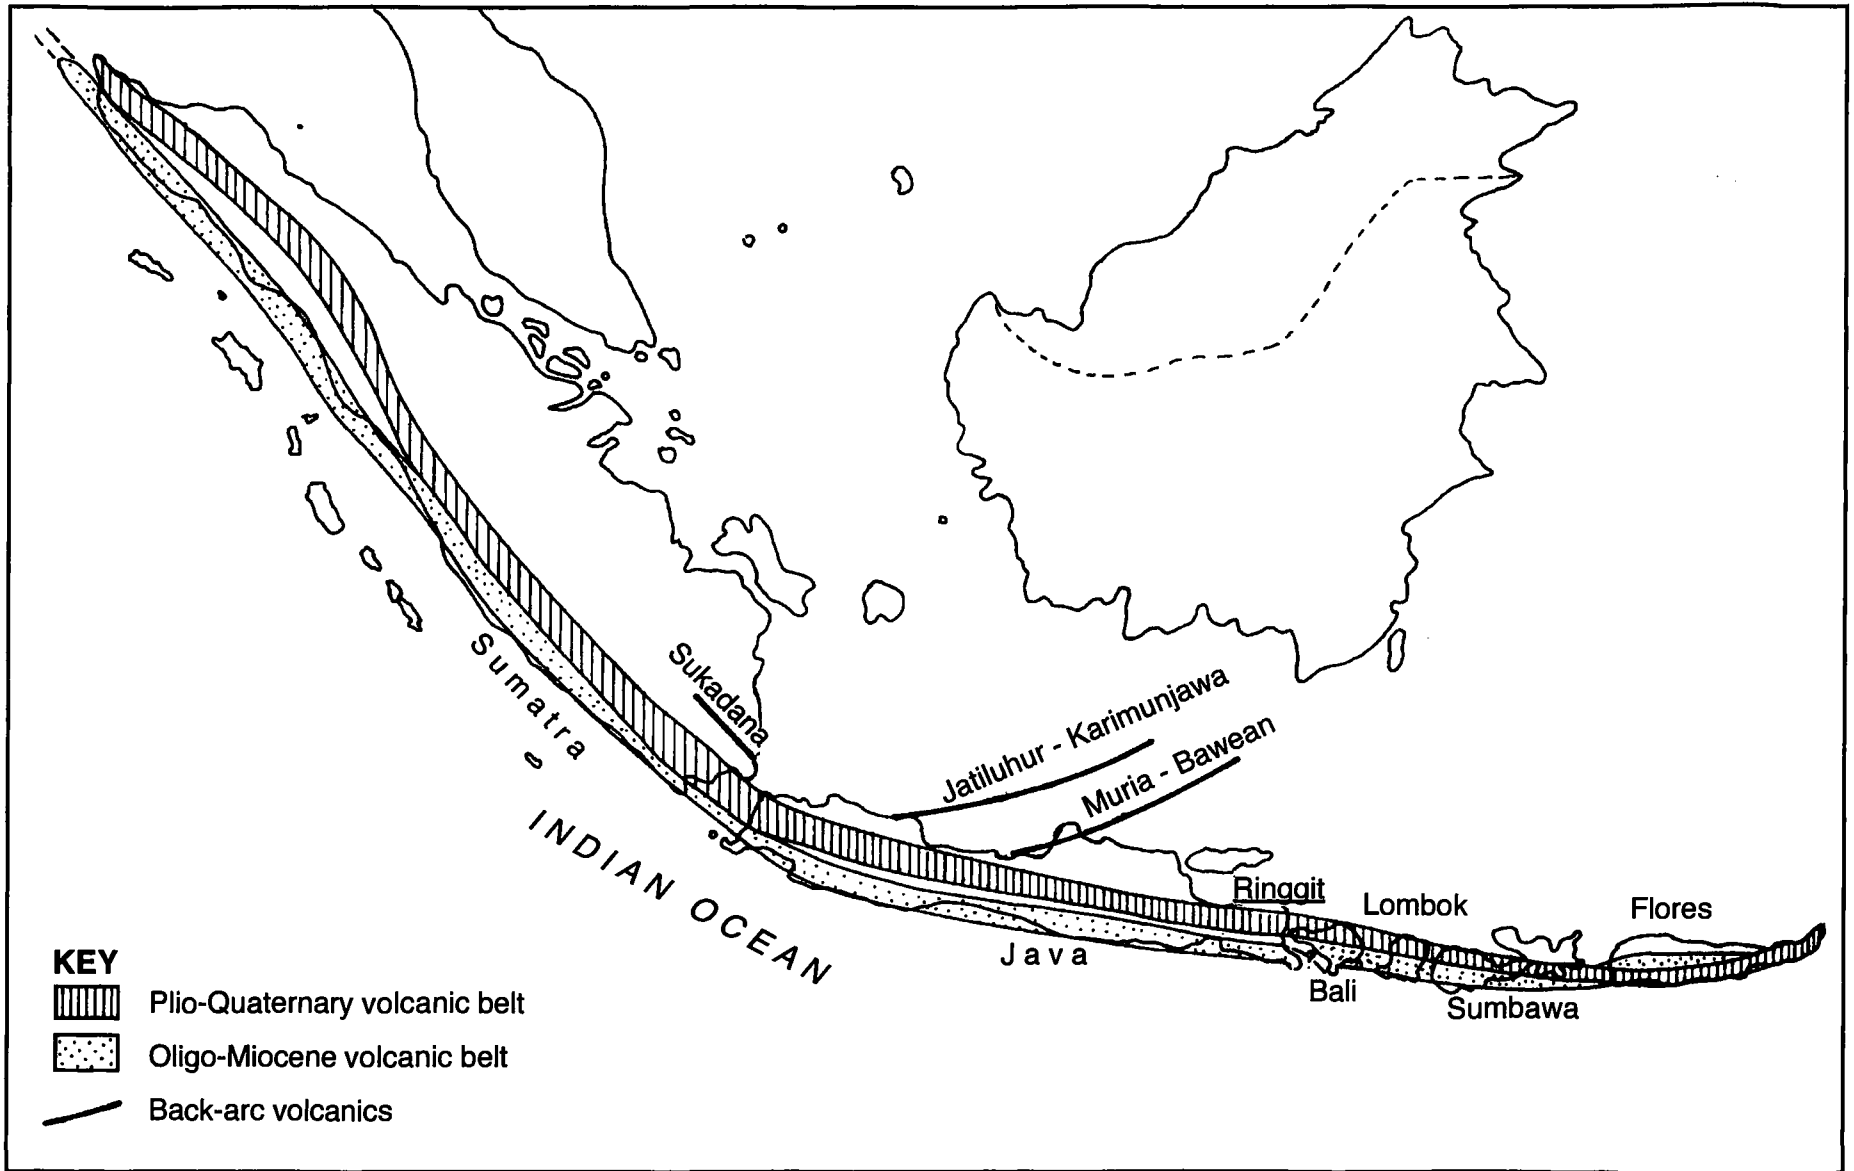 Sukadana
Sumatra
Jatiluhur - Karimunjawa
Muria - Bawean
INDIAN OCEAN
Ringgit
Lombok
Flores
Java
Bali
Sumbawa
KEY
Plio-Quaternary volcanic belt
Oligo-Miocene volcanic belt
Back-arc volcanics